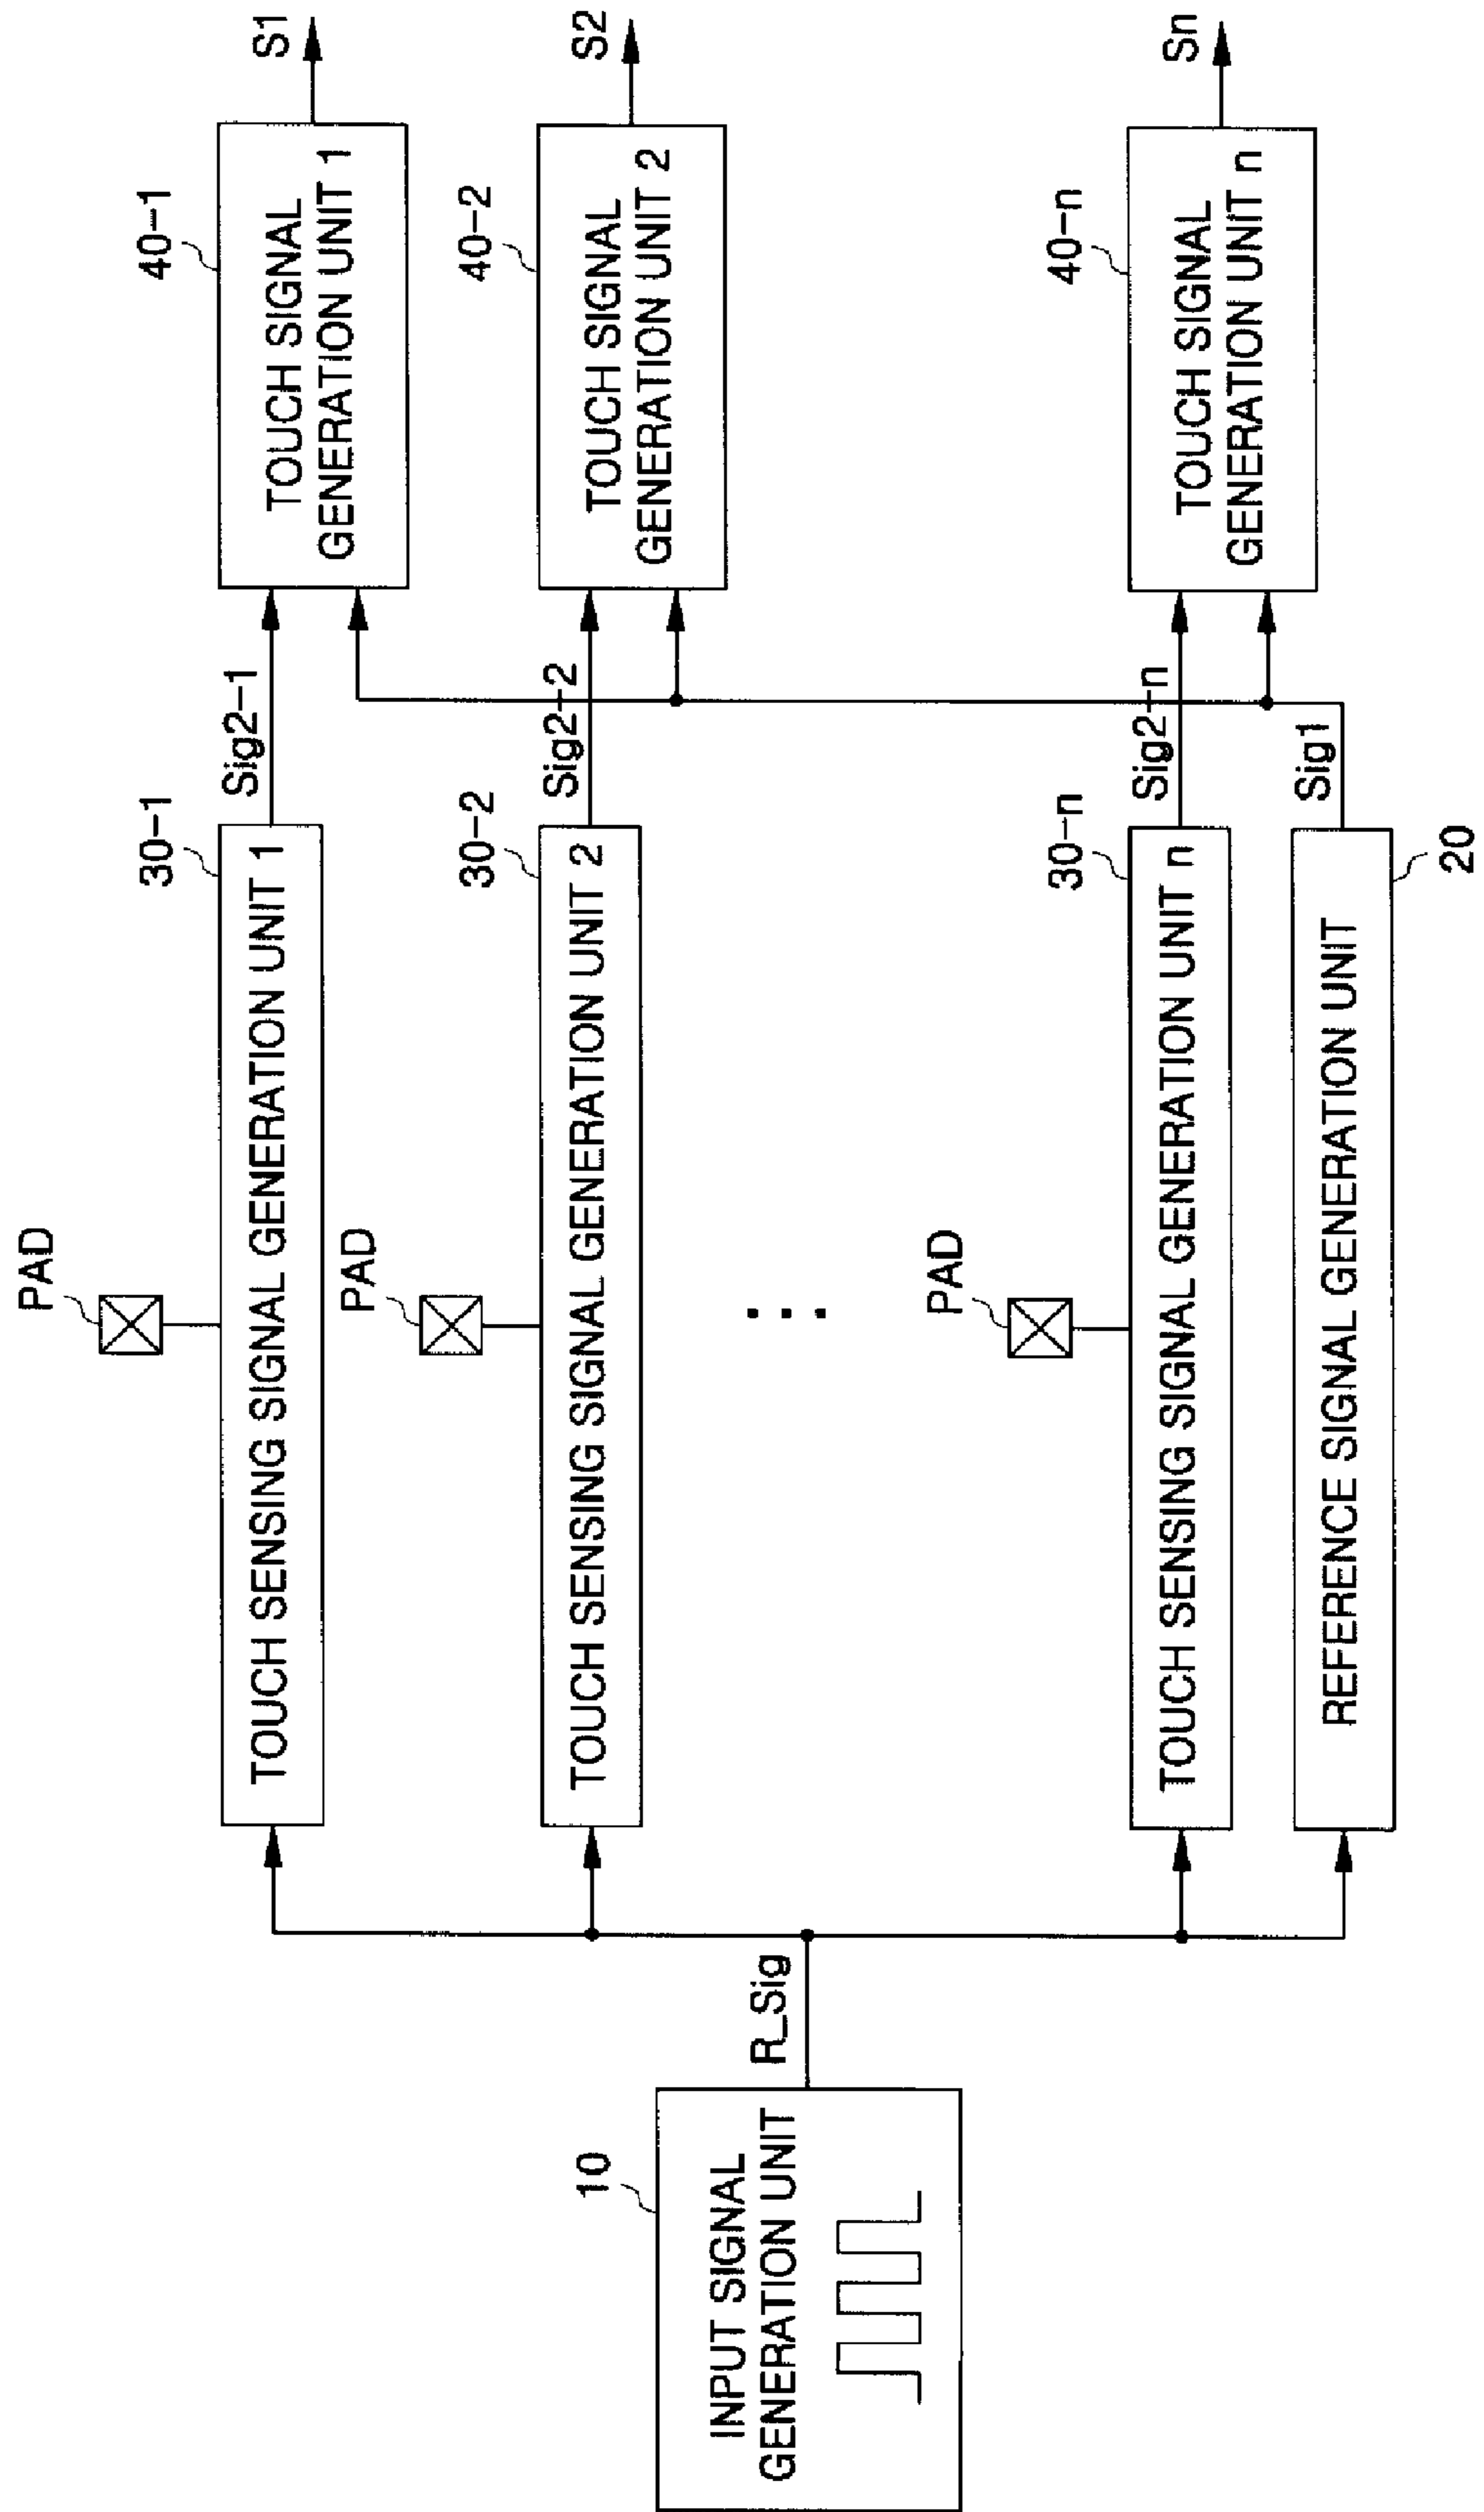 PAD
30-1
TOUCH SENSING SIGNAL GENERATION UNIT 1
Sig2-1
40-1
TOUCH SIGNAL
GENERATION UNIT 1
S1
PAD
30-2
TOUCH SENSING SIGNAL GENERATION UNIT 2
Sig2-2
40-2
TOUCH SIGNAL
GENERATION UNIT 2
S2
10
INPUT SIGNAL
GENERATION UNIT
R_Sig
...
PAD
30-n
TOUCH SENSING SIGNAL GENERATION UNIT n
Sig2-n
40-n
TOUCH SIGNAL
GENERATION UNIT n
Sn
REFERENCE SIGNAL GENERATION UNIT
Sig1
20